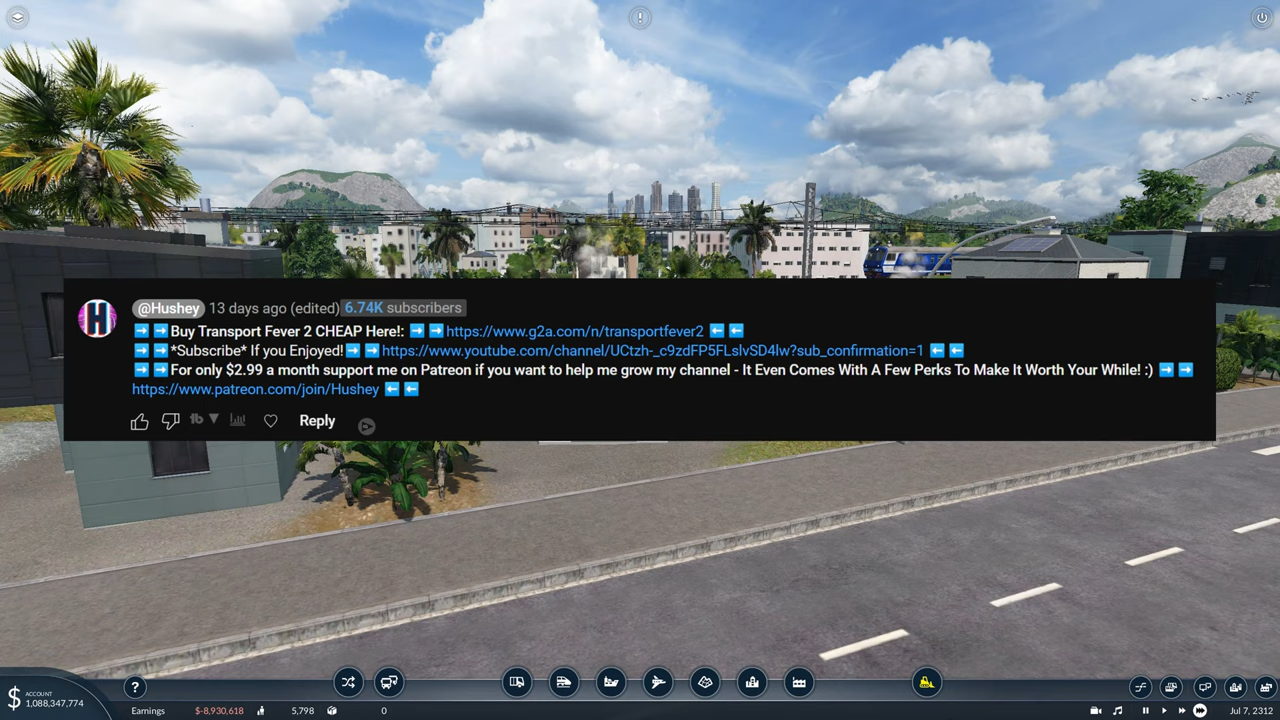 @Hushey 13 days ago (edited) 6.74K subscribers
➡️➡️Buy Transport Fever 2 CHEAP Here!: ➡️➡️https://www.g2a.com/n/transportfever2 ⬅️⬅️
➡️➡️*Subscribe* If you Enjoyed!➡️➡️https://www.youtube.com/channel/UCtzh-_c9zdFP5FLslvSD4lw?sub_confirmation=1 ⬅️⬅️
➡️➡️For only $2.99 a month support me on Patreon if you want to help me grow my channel - It Even Comes With A Few Perks To Make It Worth Your While! :) ➡️➡️
https://www.patreon.com/join/Hushey ⬅️⬅️
Reply
$ ACCOUNT
1,088,347,774
?
Earnings $-8,930,618 5,798 0 Jul 7, 2312